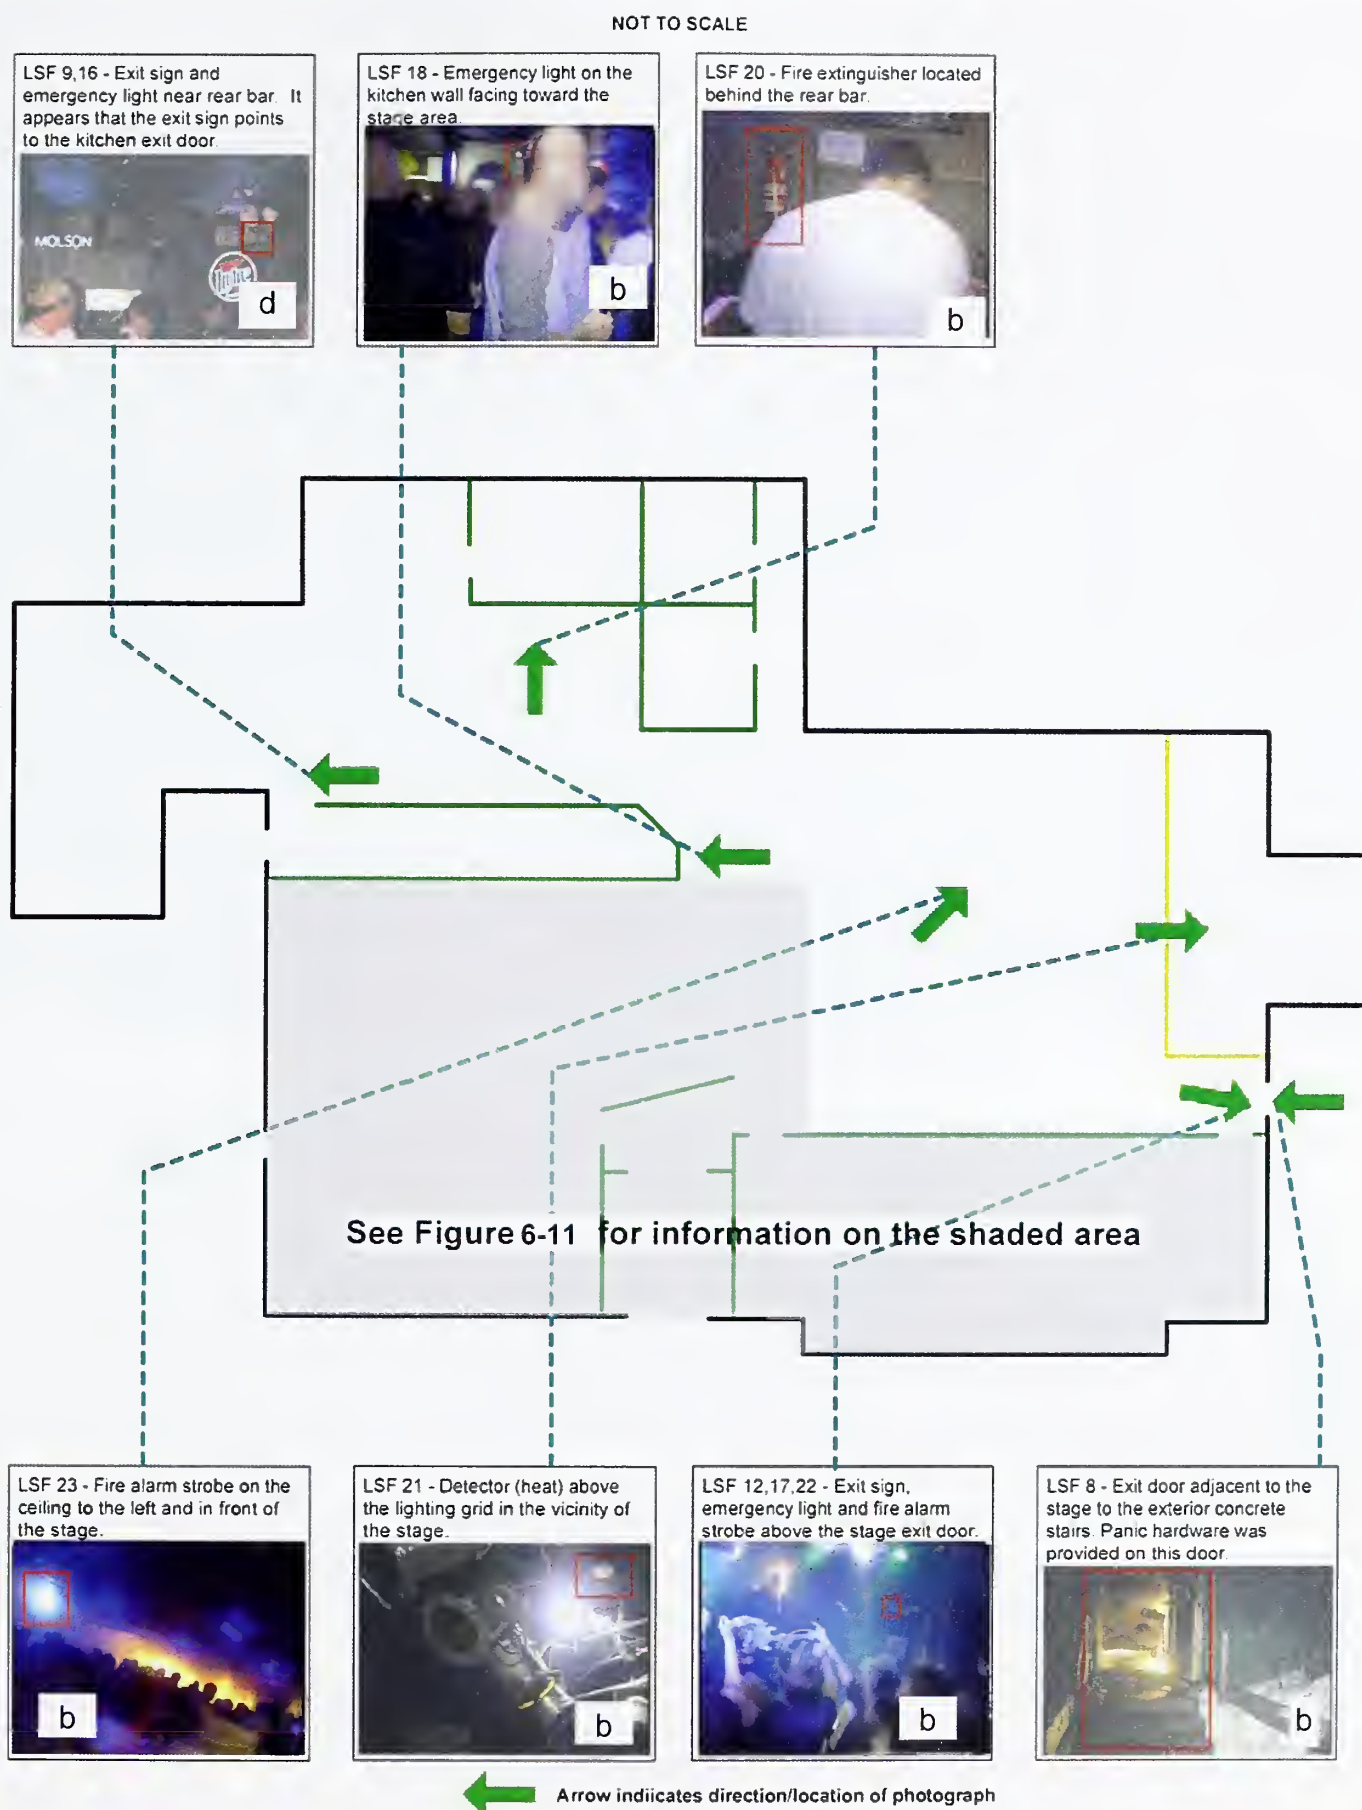 NOT TO SCALE
LSF 9,16 - Exit sign and
emergency light near rear bar. It
appears that the exit sign points
to the kitchen exit door.
MOLSON
d
LSF 18 - Emergency light on the
kitchen wall facing toward the
stage area.
b
LSF 20 - Fire extinguisher located
behind the rear bar.
b
See Figure 6-11 for information on the shaded area
LSF 23 - Fire alarm strobe on the
ceiling to the left and in front of
the stage.
b
LSF 21 - Detector (heat) above
the lighting grid in the vicinity of
the stage.
b
LSF 12,17,22 - Exit sign,
emergency light and fire alarm
strobe above the stage exit door.
b
LSF 8 - Exit door adjacent to the
stage to the exterior concrete
stairs. Panic hardware was
provided on this door.
b
Arrow indiicates direction/location of photograph